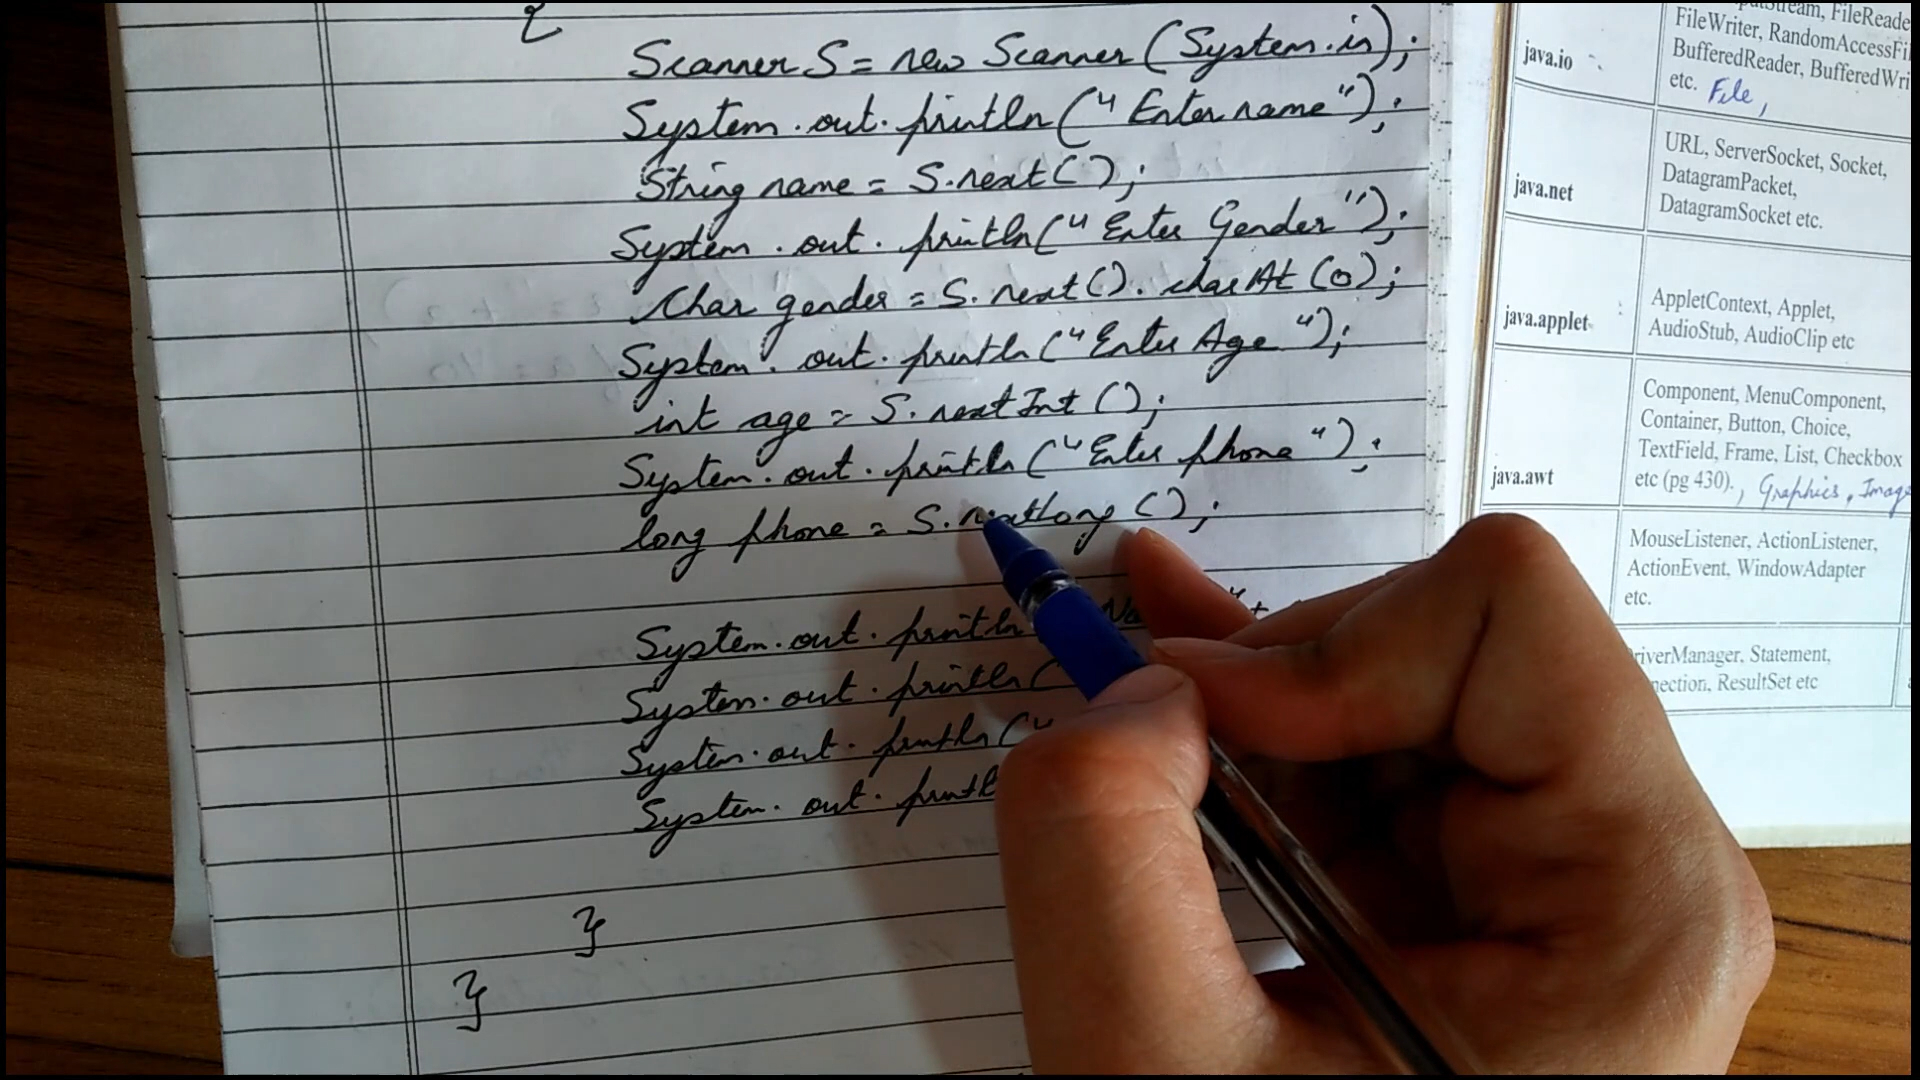 {
Scanner S = new Scanner (System.in);
System.out.println ("Enter name");
String name = S.next();
System.out.println ("Enter Gender");
Char gender = S.next().charAt(0);
System.out.println ("Enter Age");
int age = S.nextInt();
System.out.println ("Enter phone");
long phone = S.nextLong();
System.out.println
System.out.println (
System.out.println ("
System.out.
}
}
java.io
FileWriter,
BufferedReader,
etc. File,
java.net
URL, ServerSocket, Socket,
DatagramPacket,
DatagramSocket etc.
java.applet
AppletContext, Applet,
AudioStub, AudioClip etc
java.awt
Component, MenuComponent,
Container, Button, Choice,
TextField, Frame, List, Checkbox
etc (pg 430)., Graphics,
MouseListener, ActionListener,
ActionEvent, WindowAdapter
etc.
Statement,
ResultSet etc